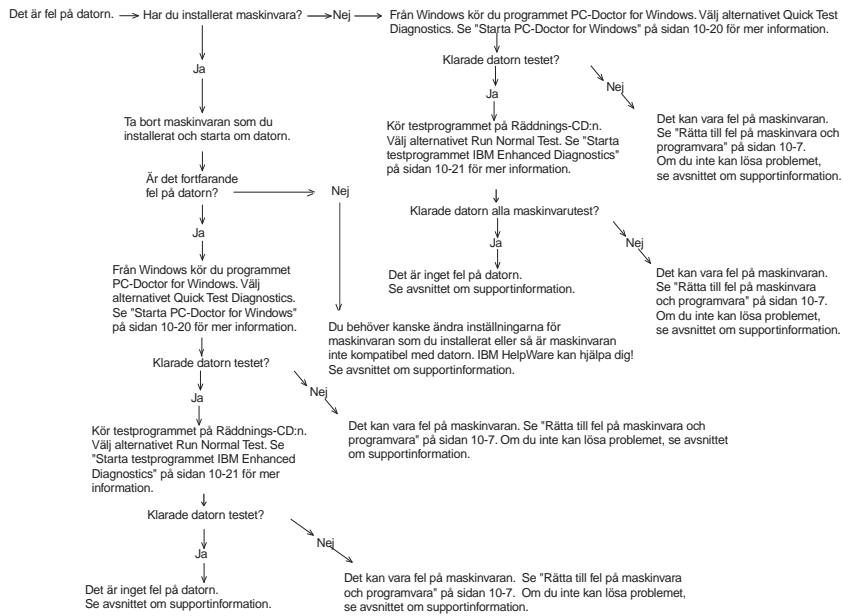 Det är fel på datorn.
Har du installerat maskinvara?
Nej
Från Windows kör du programmet PC-Doctor for Windows. Välj alternativet Quick Test
Diagnostics. Se "Starta PC-Doctor for Windows" på sidan 10-20 för mer information.
Klarade datorn testet?
Nej
Det kan vara fel på maskinvaran.
Se "Rätta till fel på maskinvara och
programvara" på sidan 10-7.
Om du inte kan lösa problemet,
se avsnittet om supportinformation.
Ja
Kör testprogrammet på Räddnings-CD:n.
Välj alternativet Run Normal Test. Se "Starta
testprogrammet IBM Enhanced Diagnostics"
på sidan 10-21 för mer information.
Klarade datorn alla maskinvarutest?
Nej
Det kan vara fel på maskinvaran.
Se "Rätta till fel på maskinvara
och programvara" på sidan 10-7.
Om du inte kan lösa problemet,
se avsnittet om supportinformation.
Ja
Det är inget fel på datorn.
Se avsnittet om supportinformation.
Ja
Ta bort maskinvaran som du
installerat och starta om datorn.
Är det fortfarande
fel på datorn?
Nej
Du behöver kanske ändra inställningarna för
maskinvaran som du installerat eller så är maskinvaran
inte kompatibel med datorn. IBM HelpWare kan hjälpa dig!
Se avsnittet om supportinformation.
Ja
Från Windows kör du programmet
PC-Doctor for Windows. Välj
alternativet Quick Test Diagnostics.
Se "Starta PC-Doctor for Windows"
på sidan 10-20 för mer information.
Klarade datorn testet?
Nej
Det kan vara fel på maskinvaran. Se "Rätta till fel på maskinvara och
programvara" på sidan 10-7. Om du inte kan lösa problemet, se avsnittet
om supportinformation.
Ja
Kör testprogrammet på Räddnings-CD:n.
Välj alternativet Run Normal Test. Se
"Starta testprogrammet IBM Enhanced
Diagnostics" på sidan 10-21 för mer
information.
Klarade datorn testet?
Nej
Det kan vara fel på maskinvaran. Se "Rätta till fel på maskinvara
och programvara" på sidan 10-7. Om du inte kan lösa problemet,
se avsnittet om supportinformation.
Ja
Det är inget fel på datorn.
Se avsnittet om supportinformation.